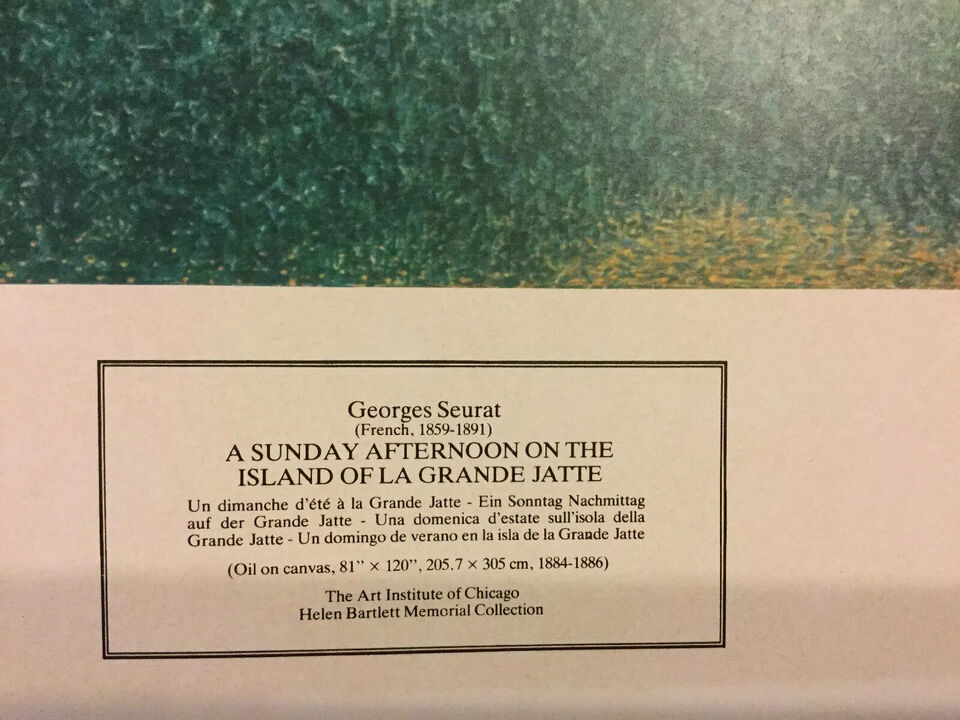 Georges Seurat
(French, 1859-1891)
A SUNDAY AFTERNOON ON THE
ISLAND OF LA GRANDE JATTE
Un dimanche d'été à la Grande Jatte - Ein Sonntag Nachmittag
auf der Grande Jatte - Una domenica d'estate sull'isola della
Grande Jatte - Un domingo de verano en la isla de la Grande Jatte
(Oil on canvas, 81'' × 120'', 205.7 × 305 cm, 1884-1886)
The Art Institute of Chicago
Helen Bartlett Memorial Collection